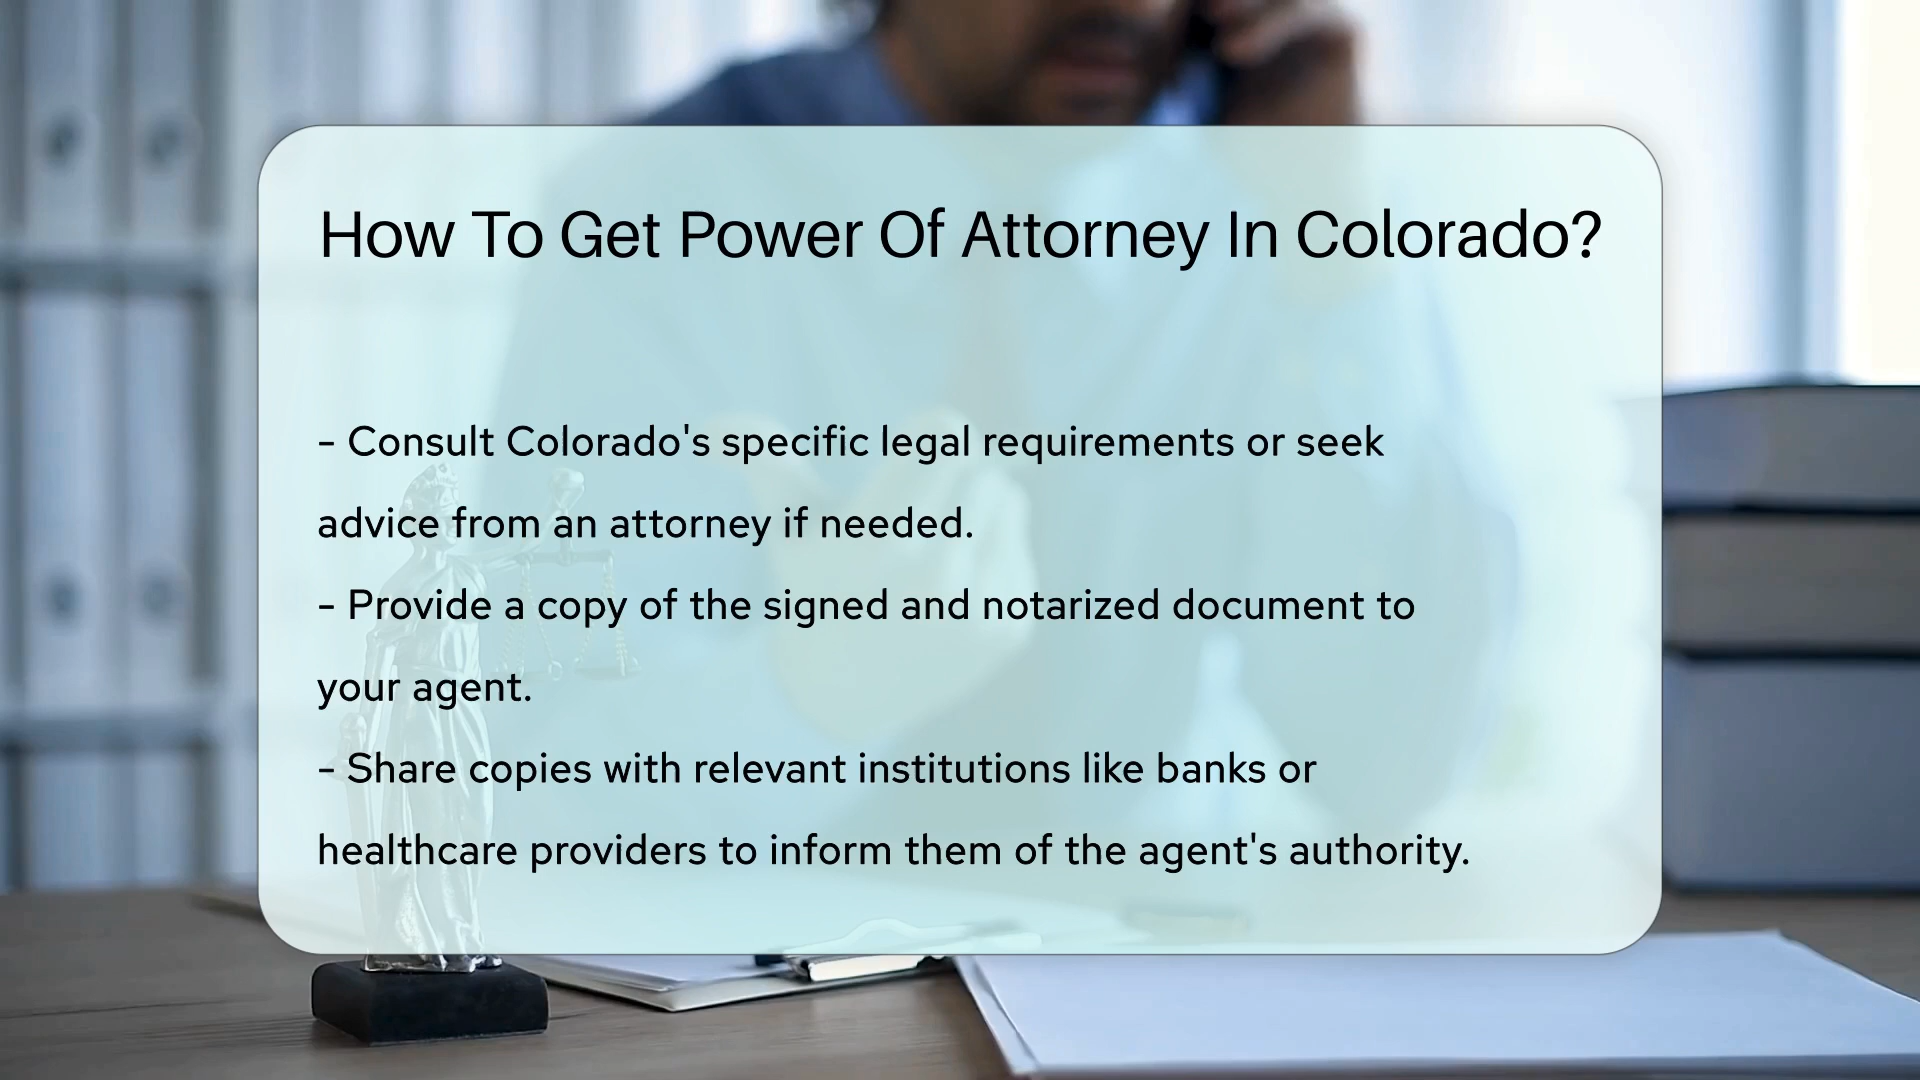 How To Get Power Of Attorney In Colorado?
- Consult Colorado's specific legal requirements or seek
advice from an attorney if needed.
- Provide a copy of the signed and notarized document to
your agent.
- Share copies with relevant institutions like banks or
healthcare providers to inform them of the agent's authority.